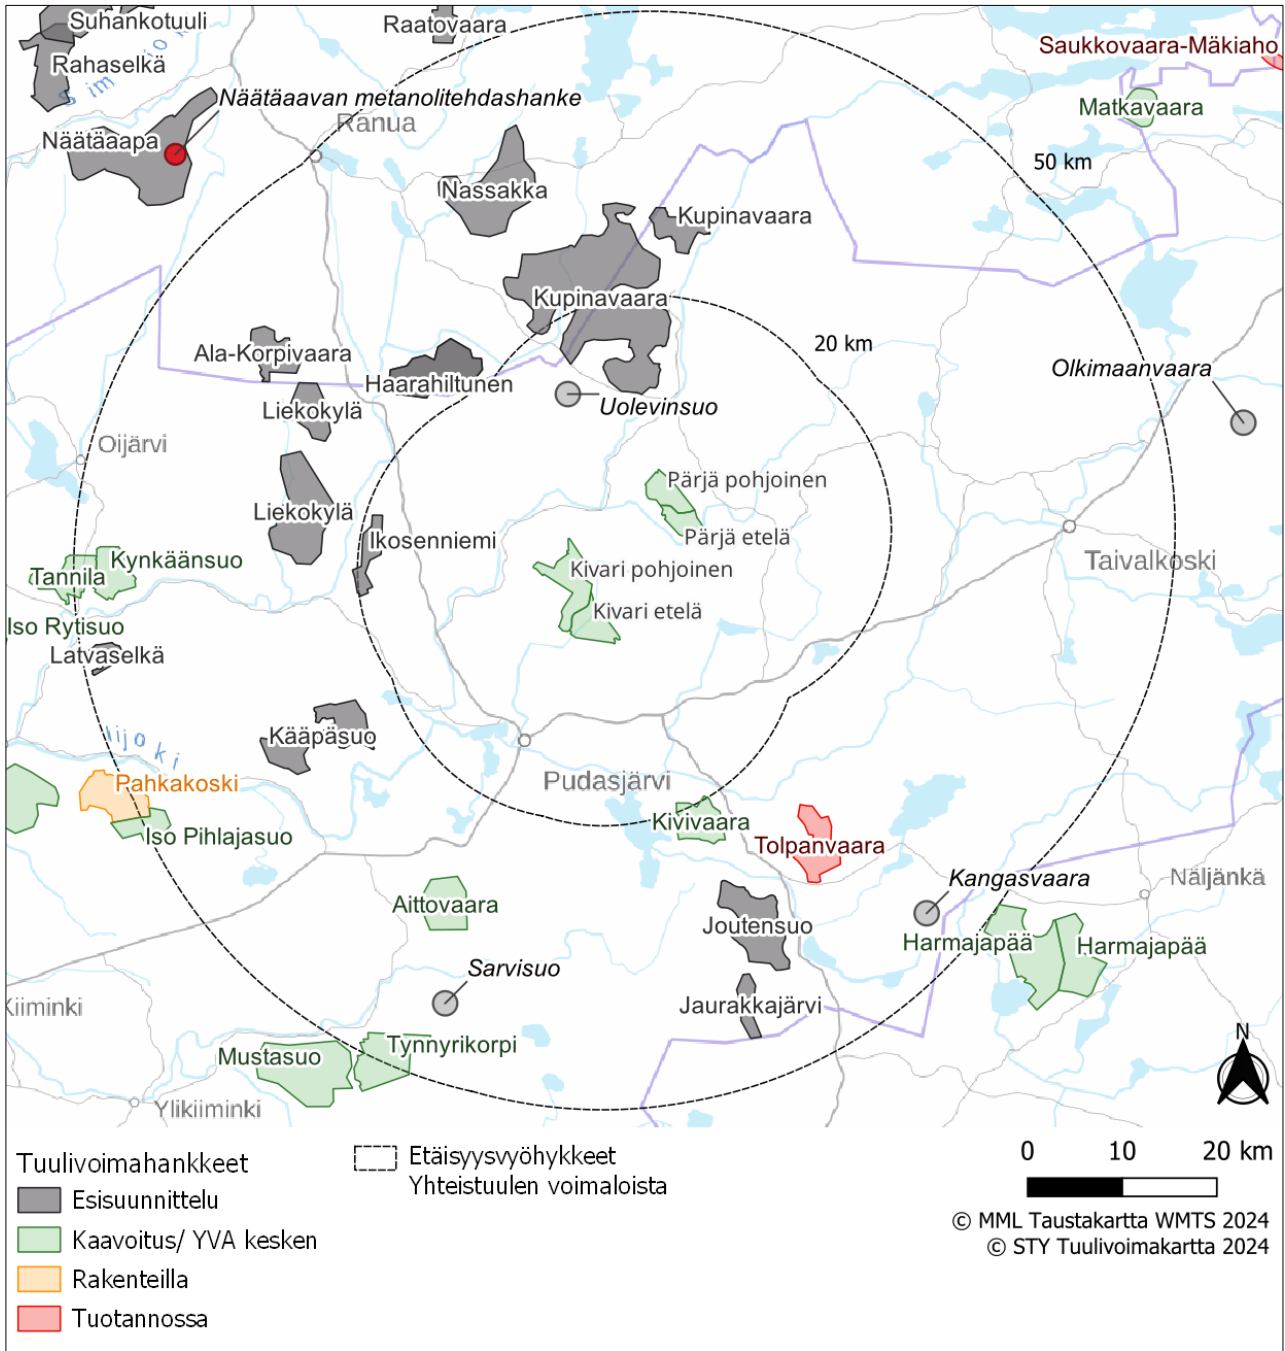 Suhankotuuli
Raatovaara
Saukkovaara-Mäkiaho
Rahaselkä
Näätäaavan metanolitehdashanke
Matkavaara
Ranua
Näätäaapa
50 km
Nassakka
Kupinavaara
Kupinavaara
20 km
Ala-Korpivaara
Olkimaanvaara
Haarahiltunen
Uolevinsuo
Liekokylä
Oijärvi
Pärjä pohjoinen
Liekokylä
Pärjä etelä
Ikosenniemi
Kynkäänsuo
Taivalkoski
Tannila
Kivari pohjoinen
Kivari etelä
Iso Rytisuo
Latvaselkä
Iijoki
Kääpäsuo
Pahkakoski
Pudasjärvi
Kivivaara
Iso Pihlajasuo
Tolpanvaara
Kangasvaara
Näljänkä
Aittovaara
Joutensuo
Harmajapää
Harmajapää
Sarvisuo
Kiiminki
Jaurakkajärvi
Mustasuo
Tynnyrikorpi
Ylikiiminki
N
Tuulivoimahankkeet
Esisuunnittelu
Kaavoitus/ YVA kesken
Rakenteilla
Tuotannossa
Etäisyysvyöhykkeet
Yhteistuulen voimaloista
0 10 20 km
© MML Taustakartta WMTS 2024
© STY Tuulivoimakartta 2024